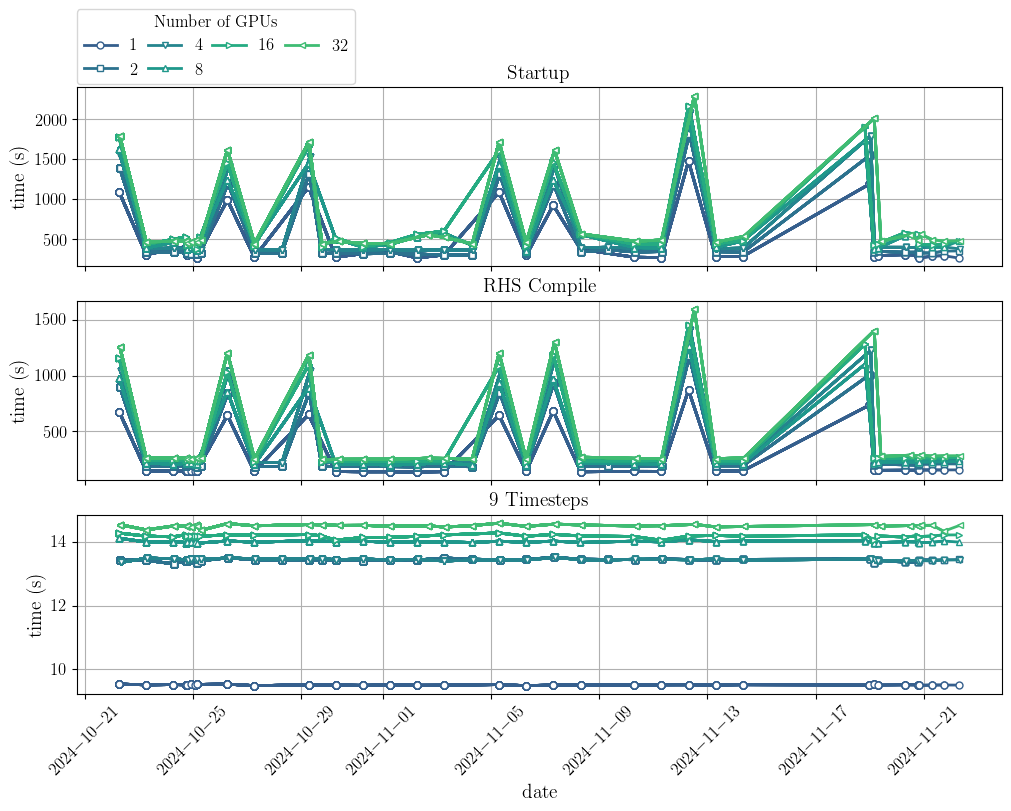 Number of GPUs
1 4 16 32
2 8
Startup
time (s)
2000
1500
1000
500
RHS Compile
time (s)
1500
1000
500
9 Timesteps
time (s)
14
12
10
2024−10−21 2024−10−25 2024−10−29 2024−11−01 2024−11−05 2024−11−09 2024−11−13 2024−11−17 2024−11−21
date